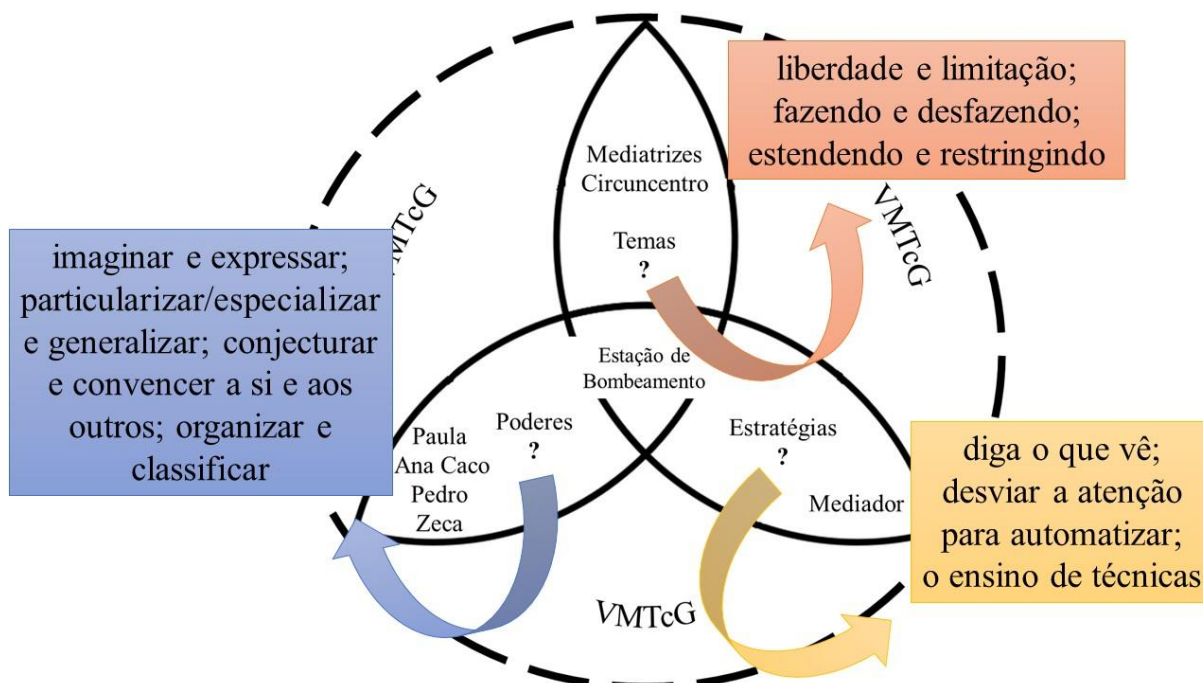 liberdade e limitação;
fazendo e desfazendo;
estendendo e restringindo
Mediatrizes
Circuncentro
Temas
?
MTcG
VMTcG
imaginar e expressar;
particularizar/especializar
e generalizar; conjecturar
e convencer a si e aos
outros; organizar e
classificar
Estação de
Bombeamento
Poderes
?
Paula
Ana Caco
Pedro
Zeca
Estratégias
?
Mediador
diga o que vê;
desviar a atenção
para automatizar;
o ensino de técnicas
VMTcG